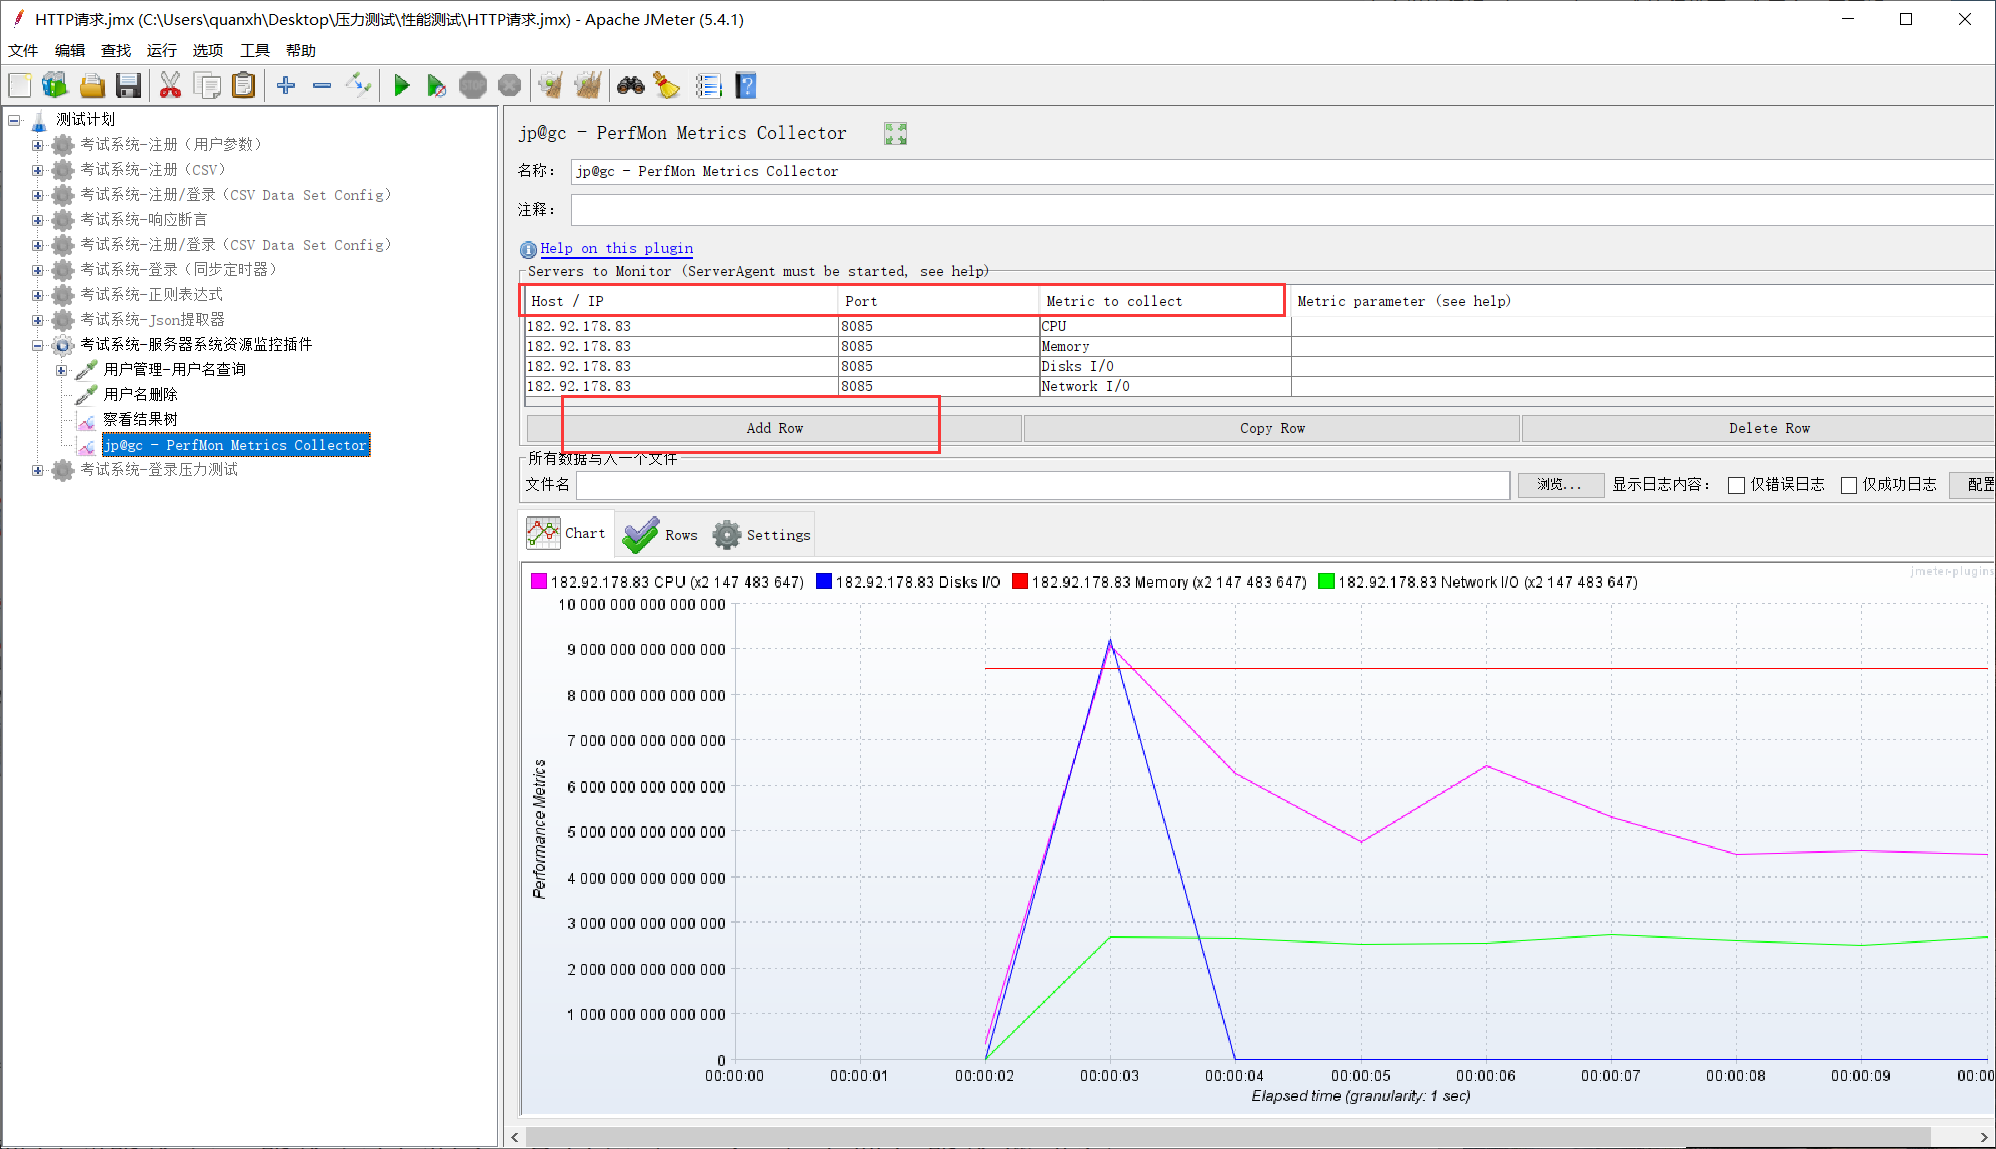 HTTP请求.jmx (C:\Users\quanxh\Desktop\压力测试\性能测试\HTTP请求.jmx) - Apache JMeter (5.4.1)
文件 编辑 查找 运行 选项 工具 帮助
STOP
测试计划
考试系统-注册（用户参数）
考试系统-注册（CSV）
考试系统-注册/登录（CSV Data Set Config）
考试系统-响应断言
考试系统-注册/登录（CSV Data Set Config）
考试系统-登录（同步定时器）
考试系统-正则表达式
考试系统-Json提取器
考试系统-服务器系统资源监控插件
用户管理-用户名查询
用户名删除
察看结果树
jp@gc - PerfMon Metrics Collector
考试系统-登录压力测试
jp@gc - PerfMon Metrics Collector
名称： jp@gc - PerfMon Metrics Collector
注释：
Help on this plugin
Servers to Monitor (ServerAgent must be started, see help)
Host / IP Port Metric to collect Metric parameter (see help)
182.92.178.83 8085 CPU
182.92.178.83 8085 Memory
182.92.178.83 8085 Disks I/O
182.92.178.83 8085 Network I/O
Add Row Copy Row Delete Row
所有数据写入一个文件
文件名 浏览... 显示日志内容： 仅错误日志 仅成功日志 配置
Chart Rows Settings
jmeter-plugins
182.92.178.83 CPU (x2 147 483 647) 182.92.178.83 Disks I/O 182.92.178.83 Memory (x2 147 483 647) 182.92.178.83 Network I/O (x2 147 483 647)
10 000 000 000 000 000
9 000 000 000 000 000
8 000 000 000 000 000
7 000 000 000 000 000
6 000 000 000 000 000
5 000 000 000 000 000
4 000 000 000 000 000
3 000 000 000 000 000
2 000 000 000 000 000
1 000 000 000 000 000
0
Performance Metrics
00:00:00 00:00:01 00:00:02 00:00:03 00:00:04 00:00:05 00:00:06 00:00:07 00:00:08 00:00:09 00:00
Elapsed time (granularity: 1 sec)